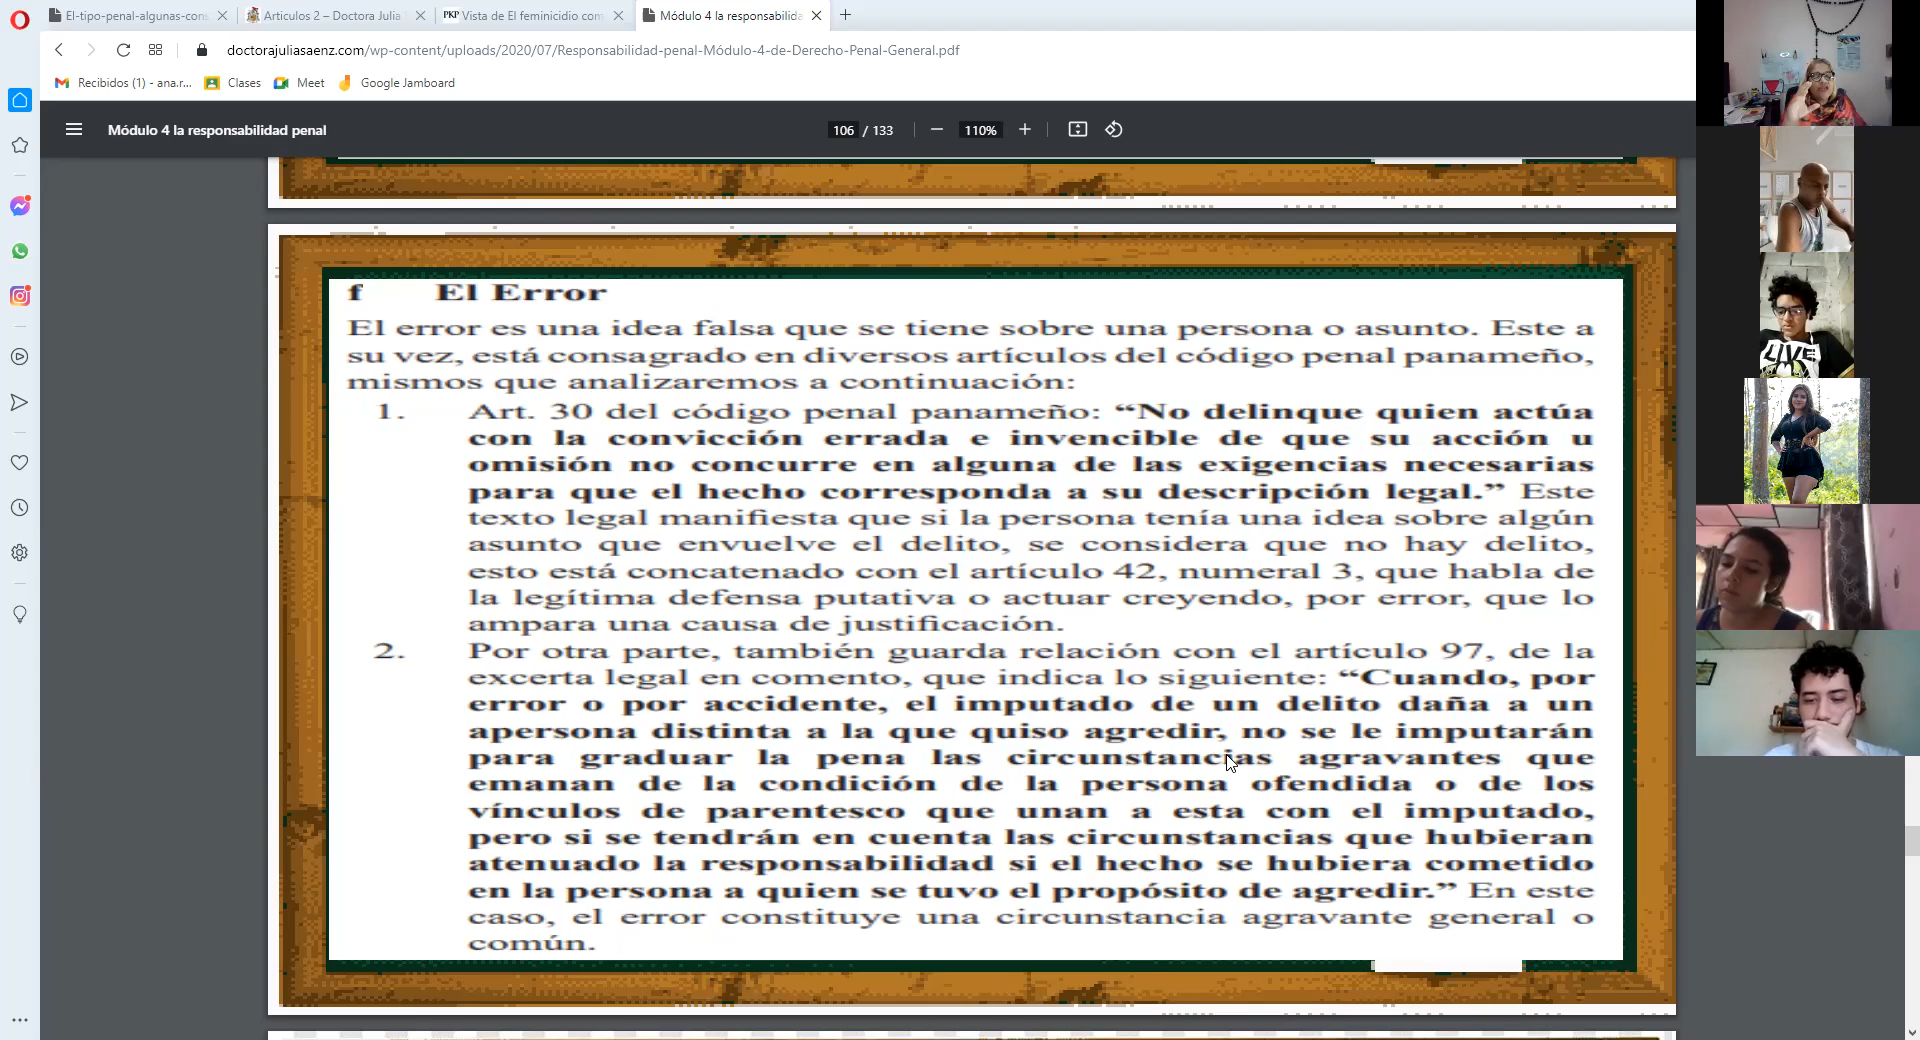 El-tipo-penal-algunas-cons
Articulos 2 – Doctora Julia
PKP Vista de El feminicidio com
Módulo 4 la responsabilida
doctorajuliasaenz.com/wp-content/uploads/2020/07/Responsabilidad-penal-Módulo-4-de-Derecho-Penal-General.pdf
Recibidos (1) - ana.r...
Clases
Meet
Google Jamboard
Módulo 4 la responsabilidad penal
106 / 133
110%
f El Error
El error es una idea falsa que se tiene sobre una persona o asunto. Este a
su vez, está consagrado en diversos artículos del código penal panameño,
mismos que analizaremos a continuación:
1. Art. 30 del código penal panameño: “No delinque quien actúa
con la convicción errada e invencible de que su acción u
omisión no concurre en alguna de las exigencias necesarias
para que el hecho corresponda a su descripción legal.” Este
texto legal manifiesta que si la persona tenía una idea sobre algún
asunto que envuelve el delito, se considera que no hay delito,
esto está concatenado con el artículo 42, numeral 3, que habla de
la legítima defensa putativa o actuar creyendo, por error, que lo
ampara una causa de justificación.
2. Por otra parte, también guarda relación con el artículo 97, de la
excerta legal en comento, que indica lo siguiente: “Cuando, por
error o por accidente, el imputado de un delito daña a un
apersona distinta a la que quiso agredir, no se le imputarán
para graduar la pena las circunstancias agravantes que
emanan de la condición de la persona ofendida o de los
vínculos de parentesco que unan a esta con el imputado,
pero si se tendrán en cuenta las circunstancias que hubieran
atenuado la responsabilidad si el hecho se hubiera cometido
en la persona a quien se tuvo el propósito de agredir.” En este
caso, el error constituye una circunstancia agravante general o
común.
LIVE